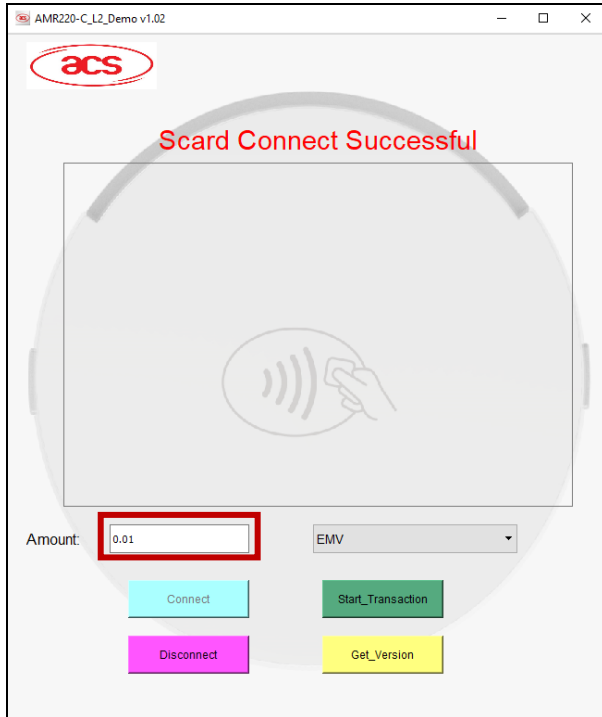 AMR220-C_L2_Demo v1.02
acs
Scard Connect Successful
Amount: 0.01 EMV
Connect Start_Transaction
Disconnect Get_Version